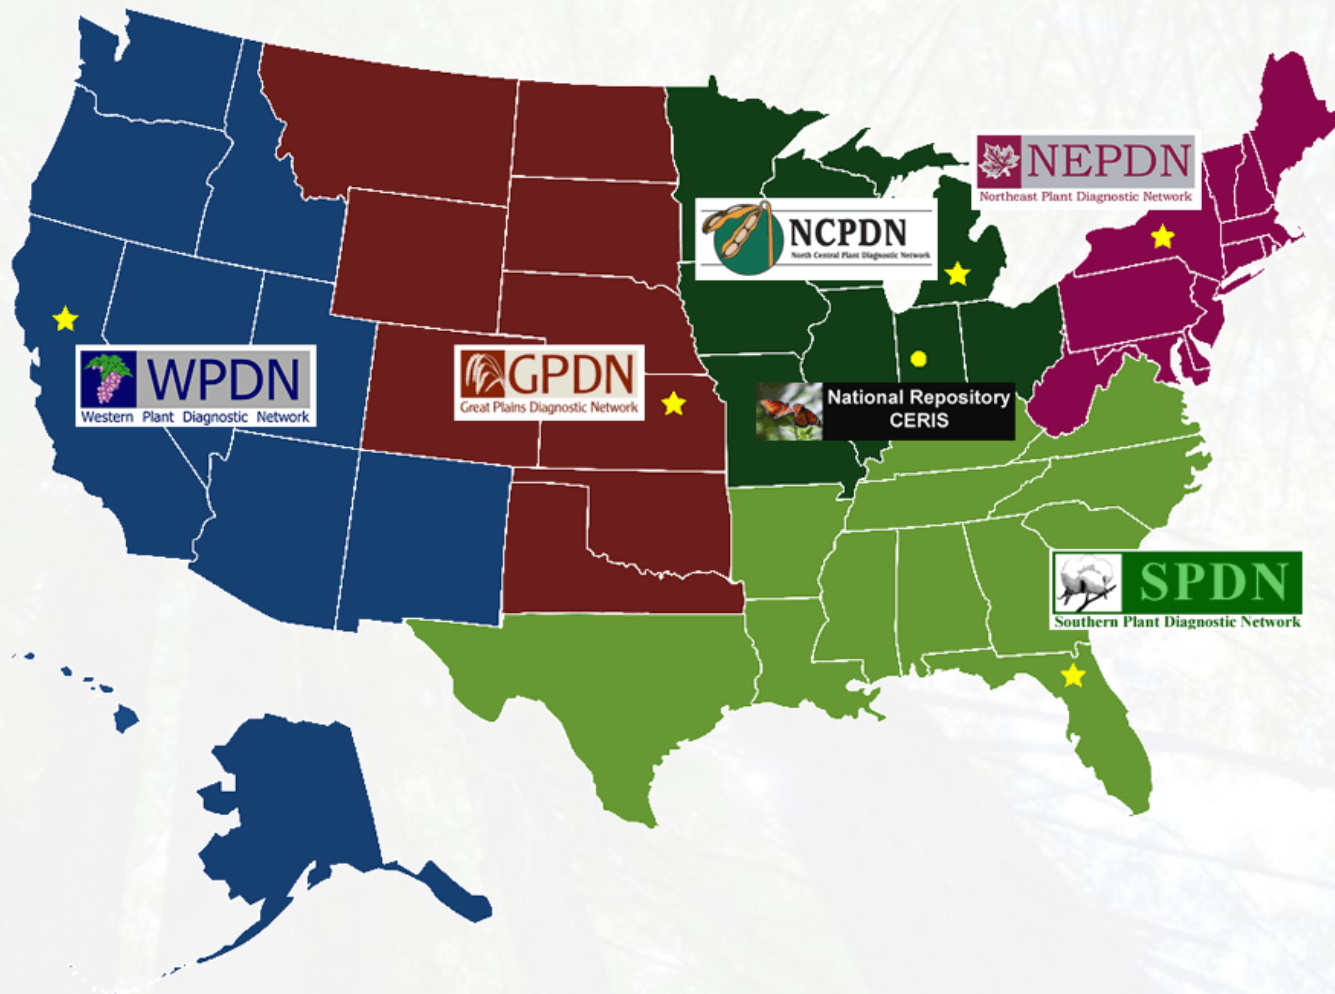 NEPDN
Northeast Plant Diagnostic Network
NCPDN
North Central Plant Diagnostic Network
WPDN
Western Plant Diagnostic Network
GPDN
Great Plains Diagnostic Network
National Repository
CERIS
SPDN
Southern Plant Diagnostic Network